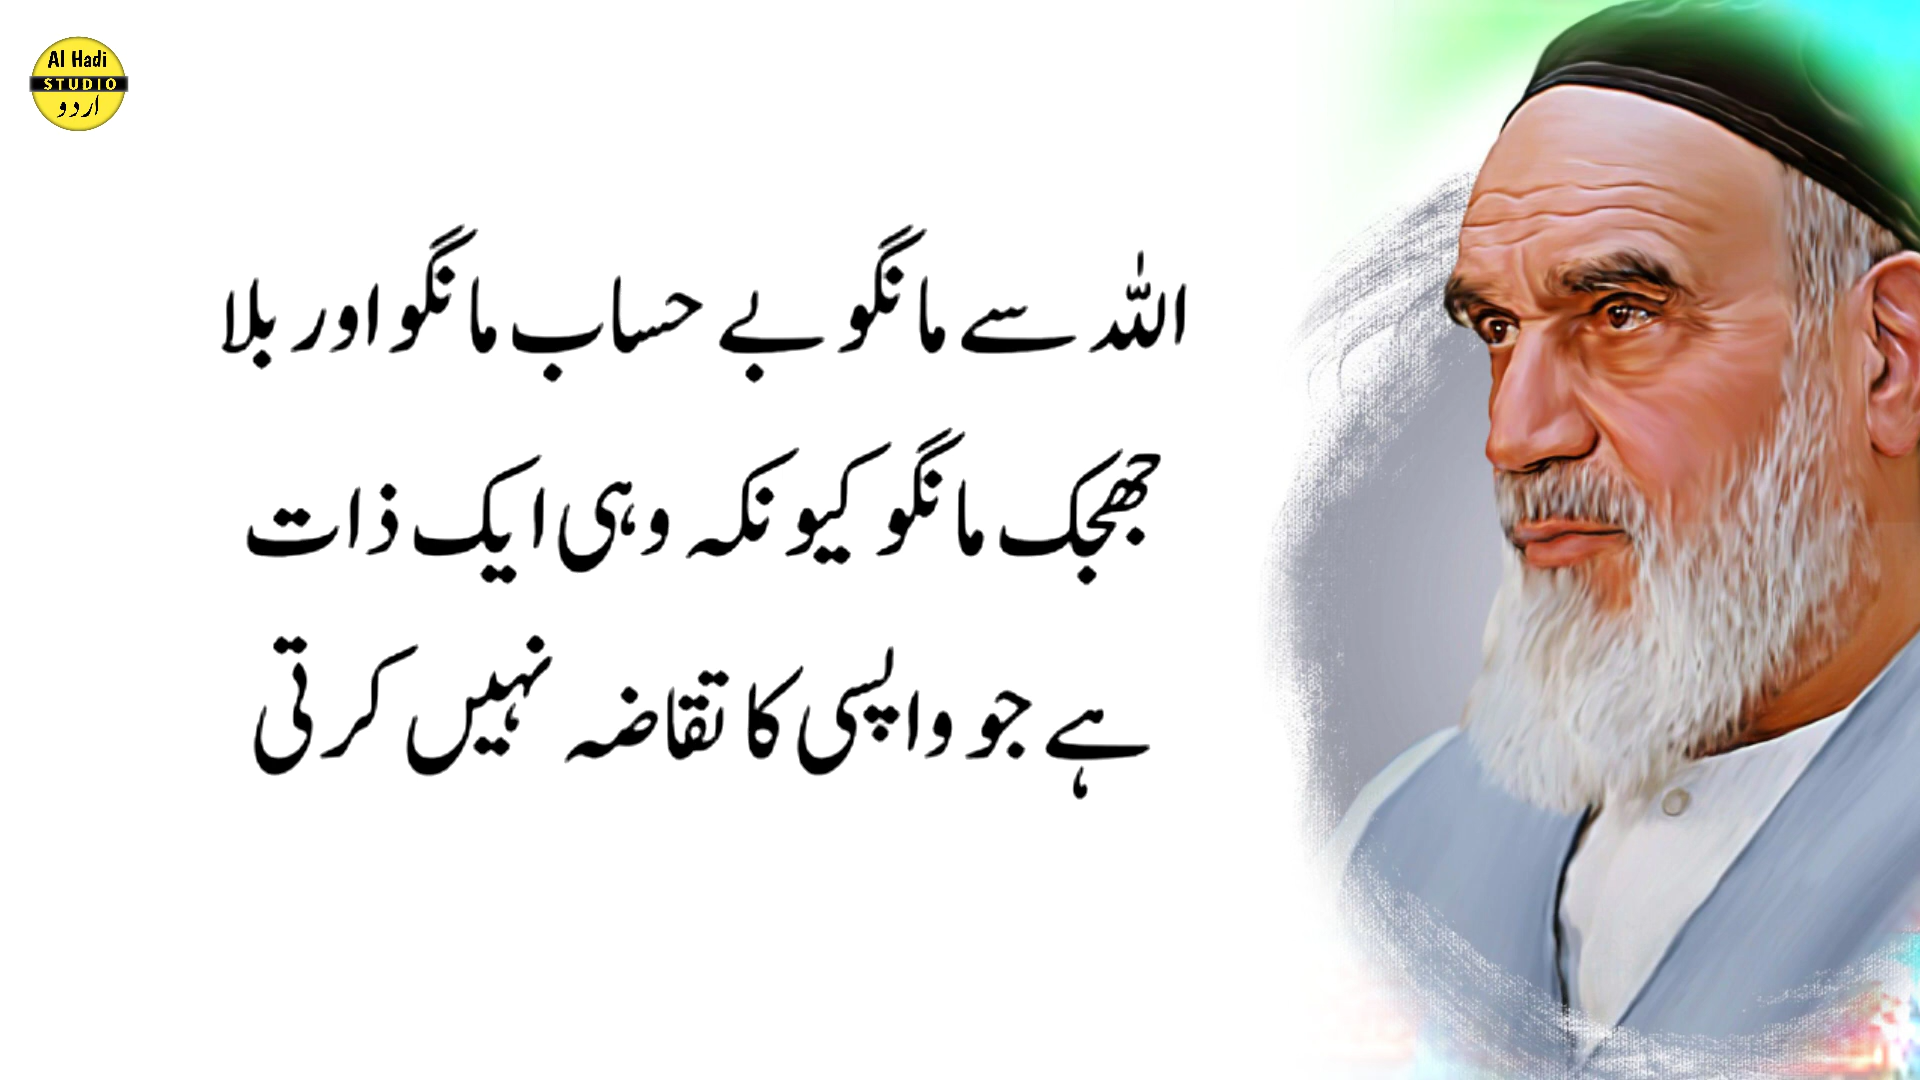 Al Hadi
STUDIO
اردو
اللہ سے مانگو بے حساب مانگو اور بلا
جھجک مانگو کیونکہ وہی ایک ذات
ہے جو واپسی کا تقاضہ نہیں کرتی